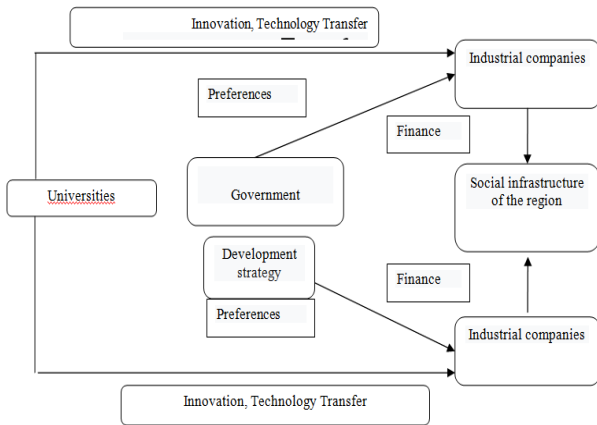 Innovation, Technology Transfer
Industrial companies
Preferences
Finance
Universities
Government
Social infrastructure
of the region
Development
strategy
Finance
Preferences
Industrial companies
Innovation, Technology Transfer